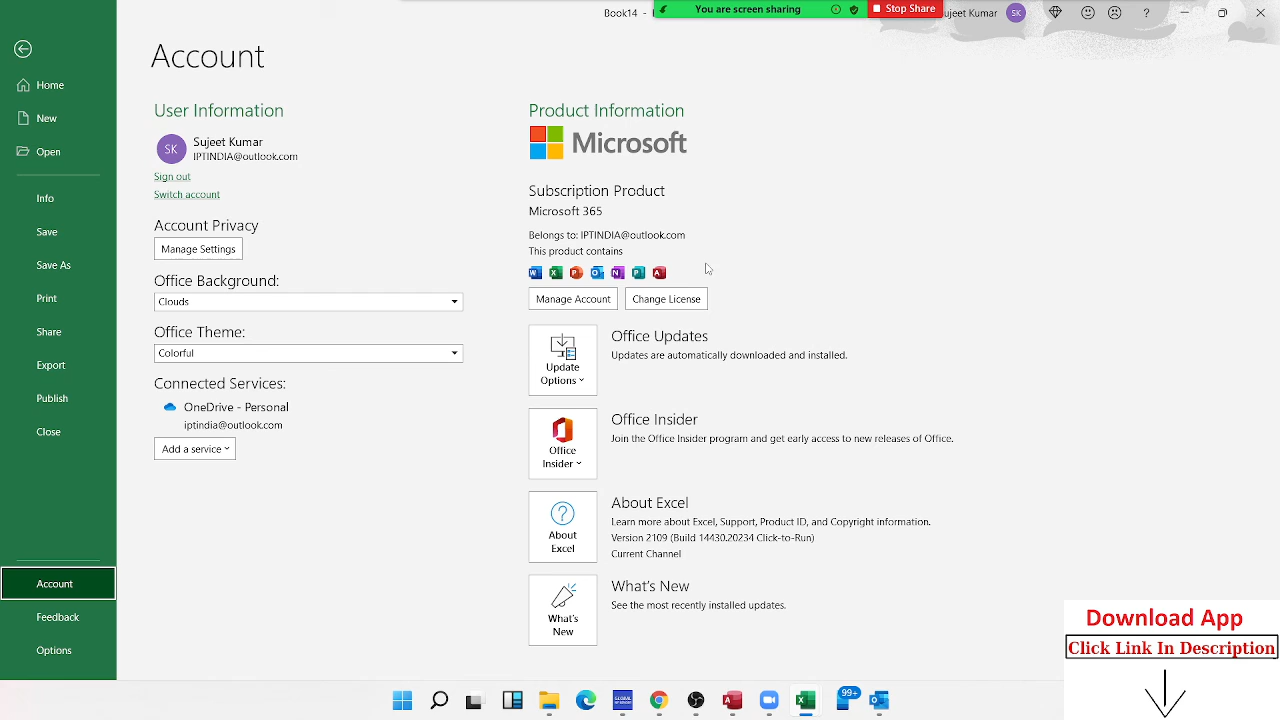 Book14 -
You are screen sharing
Stop Share
ujeet Kumar
SK
?
Account
Home
New
Open
Info
Save
Save As
Print
Share
Export
Publish
Close
Account
Feedback
Options
User Information
SK
Sujeet Kumar
IPTINDIA@outlook.com
Sign out
Switch account
Account Privacy
Manage Settings
Office Background:
Clouds
Office Theme:
Colorful
Connected Services:
OneDrive - Personal
iptindia@outlook.com
Add a service
Product Information
Microsoft
Subscription Product
Microsoft 365
Belongs to: IPTINDIA@outlook.com
This product contains
Manage Account
Change License
Update
Options
Office Updates
Updates are automatically downloaded and installed.
Office
Insider
Office Insider
Join the Office Insider program and get early access to new releases of Office.
?
About
Excel
About Excel
Learn more about Excel, Support, Product ID, and Copyright information.
Version 2109 (Build 14430.20234 Click-to-Run)
Current Channel
What's
New
What's New
See the most recently installed updates.
Download App
Click Link In Description
99+